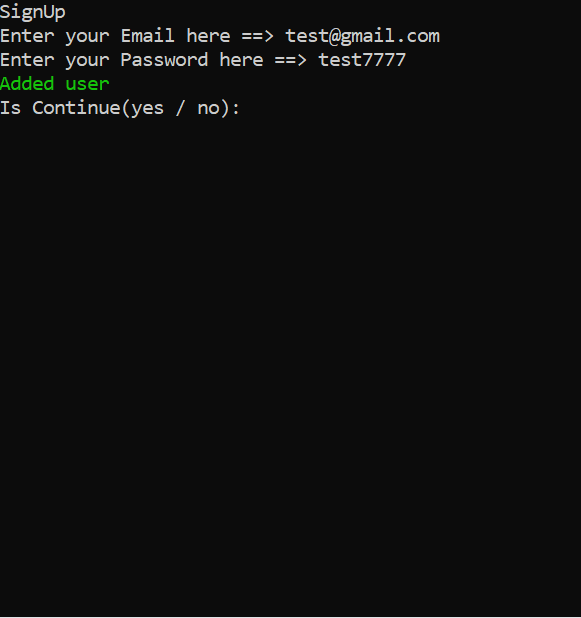 SignUp
Enter your Email here ==> test@gmail.com
Enter your Password here ==> test7777
Added user
Is Continue(yes / no):